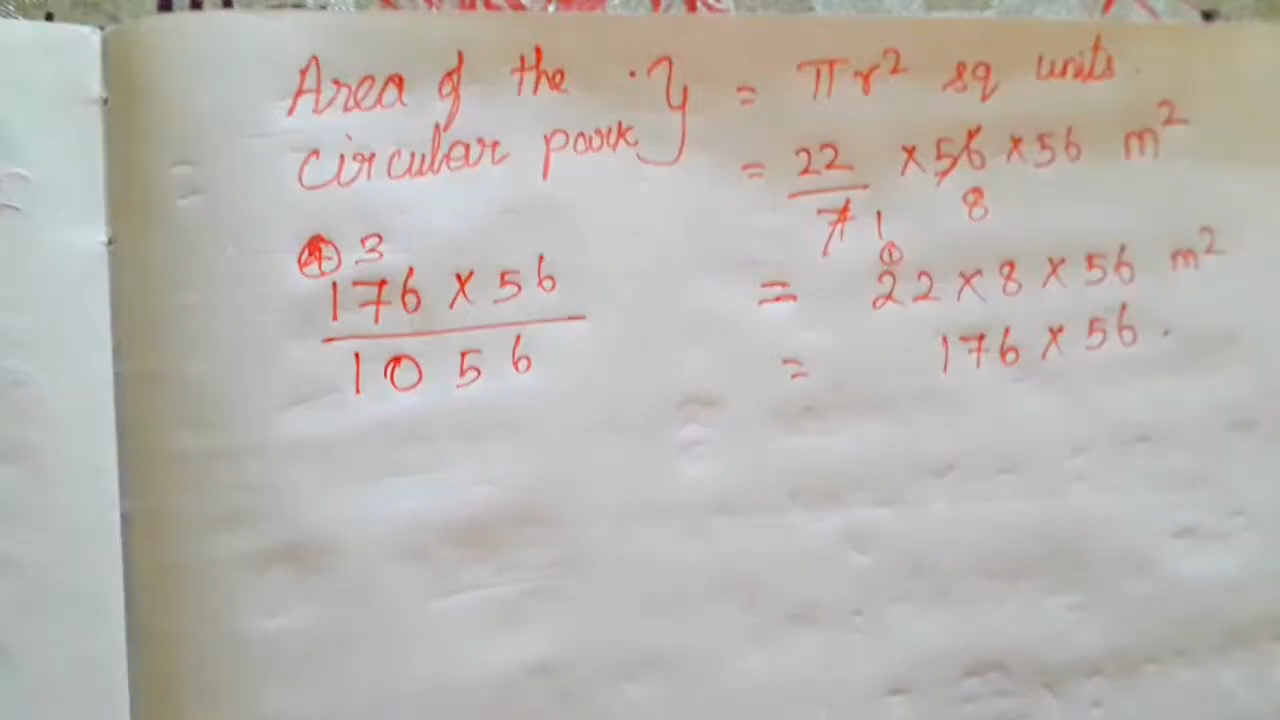 Area of the circular park } = πr² sq units.
= 22/7 × 56 × 56 m²
1 8
= 22 × 8 × 56 m²
= 176 × 56.
4 3
176 × 56
1056